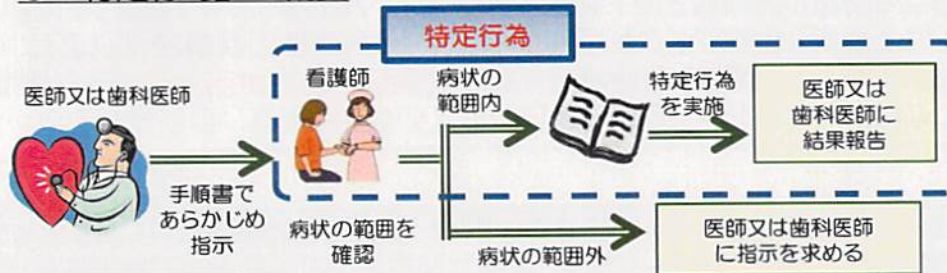 特定行為
医師又は歯科医師
看護師
病状の
範囲内
特定行為
を実施
医師又は
歯科医師に
結果報告
手順書で
あらかじめ
指示
病状の範囲を
確認
病状の範囲外
医師又は歯科医師
に指示を求める